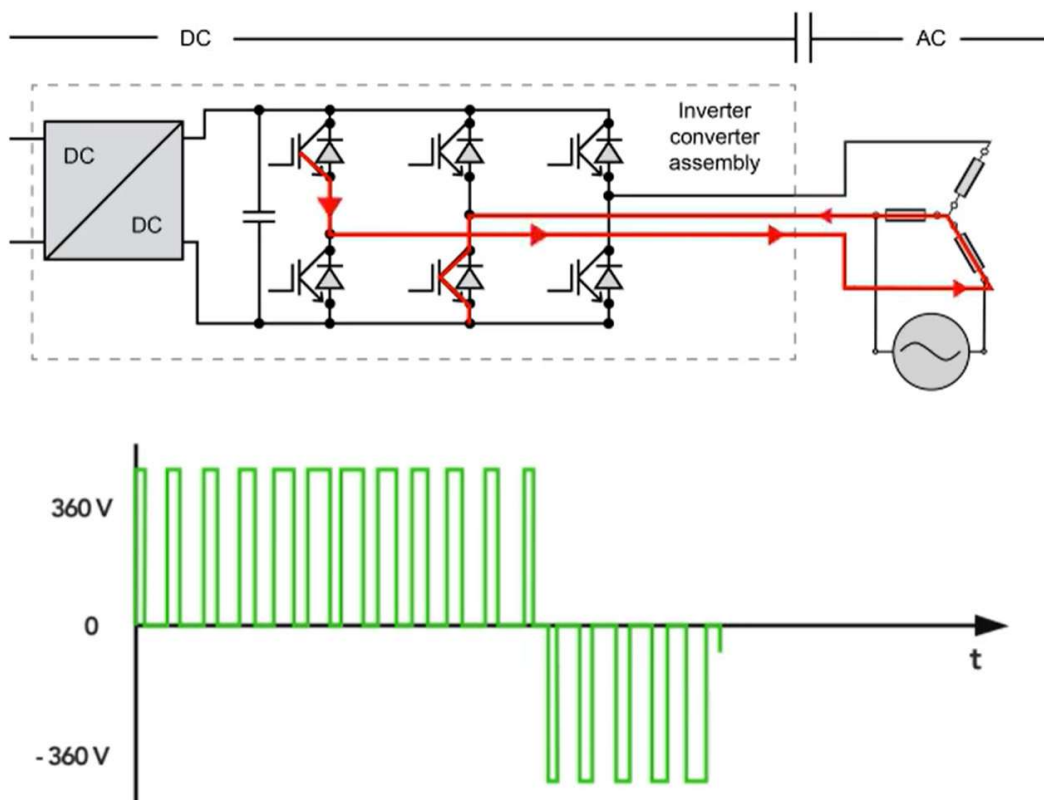 DC
AC
Inverter
converter
assembly
DC
DC
360 V
0
t
- 360 V